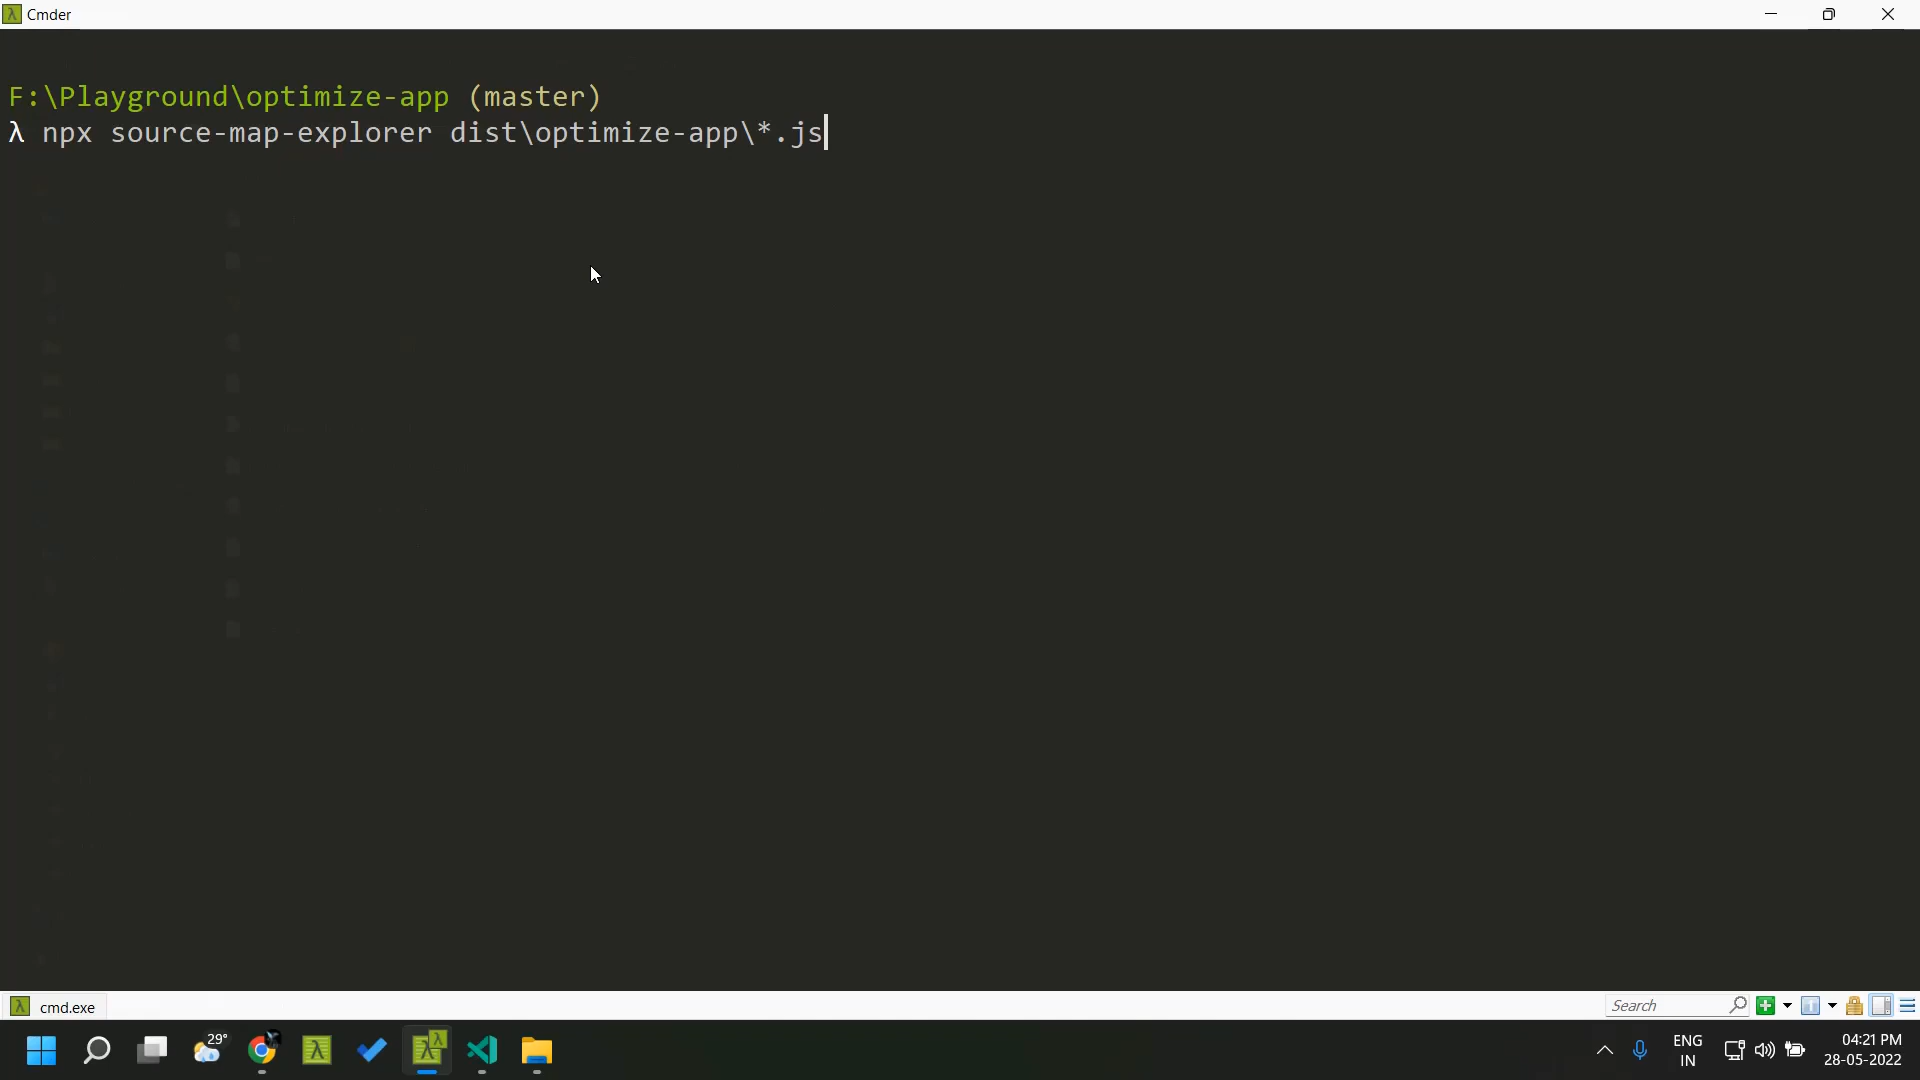 Cmder
F:\Playground\optimize-app (master)
λ npx source-map-explorer dist\optimize-app\*.js
cmd.exe
Search
29°
ENG
IN
04:21 PM
28-05-2022